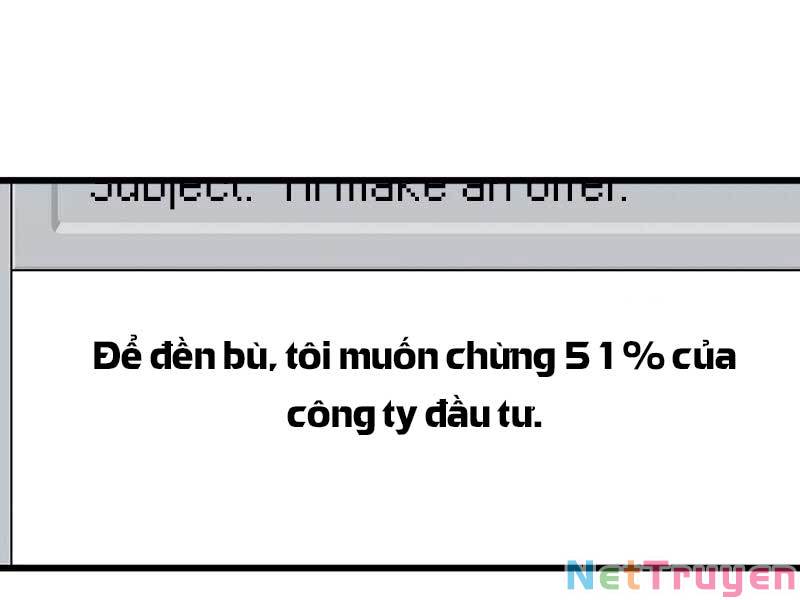 Subject: I'll make an offer.
Để đền bù, tôi muốn chừng 51% của
công ty đầu tư.
NetTruyen